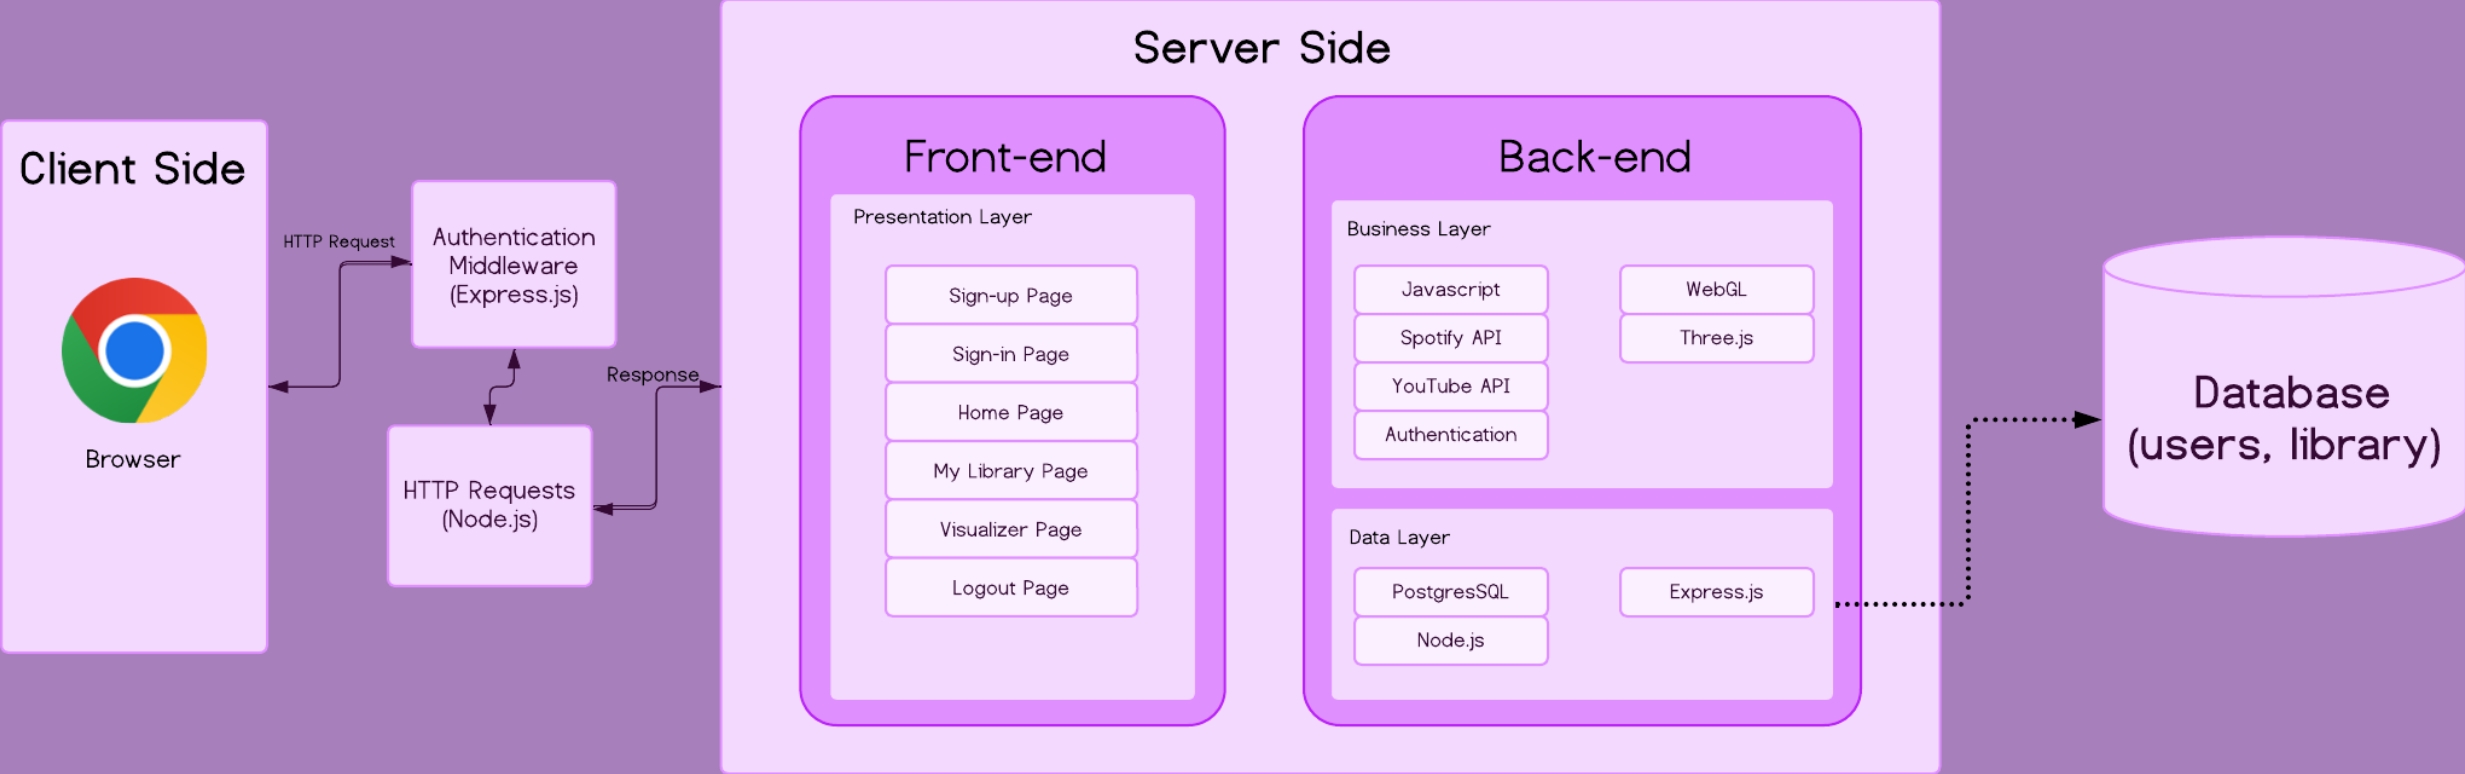 Client Side
Browser
HTTP Request
Authentication
Middleware
(Express.js)
HTTP Requests
(Node.js)
Response
Server Side
Front-end
Presentation Layer
Sign-up Page
Sign-in Page
Home Page
My Library Page
Visualizer Page
Logout Page
Back-end
Business Layer
Javascript
Spotify API
YouTube API
Authentication
WebGL
Three.js
Data Layer
PostgresSQL
Node.js
Express.js
Database
(users, library)